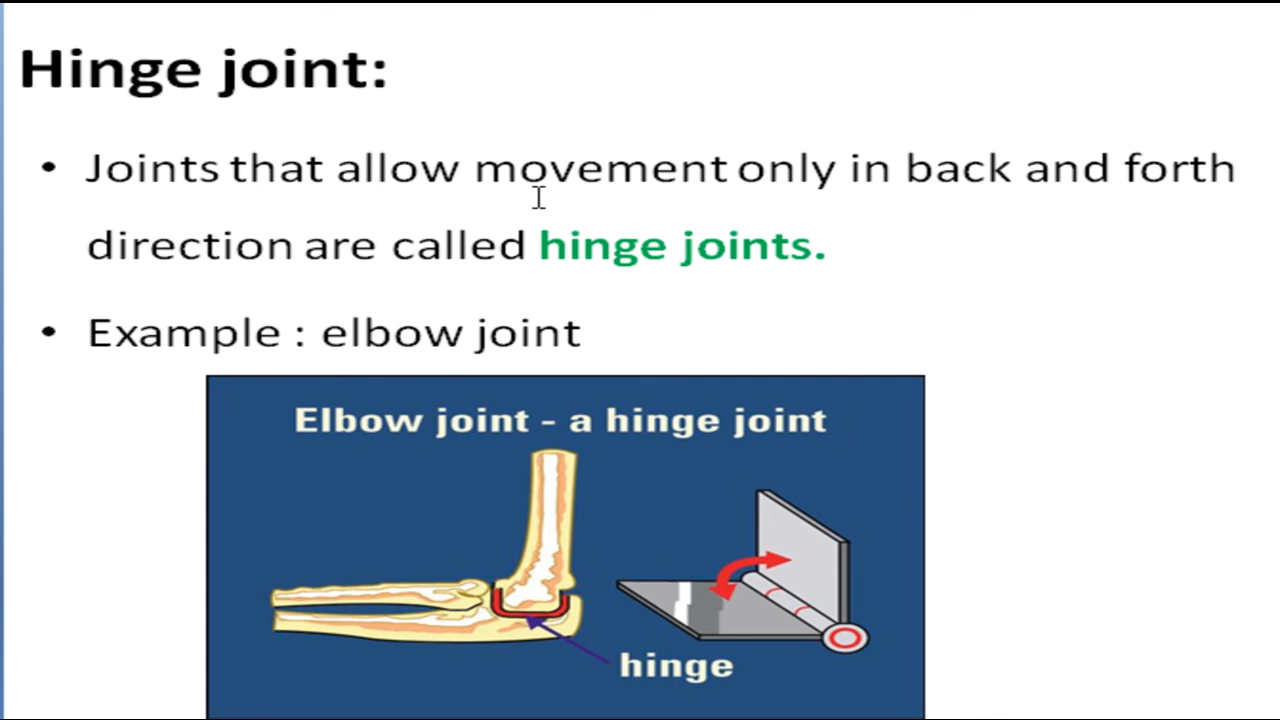 Hinge joint:
• Joints that allow movement only in back and forth
direction are called hinge joints.
• Example : elbow joint
Elbow joint - a hinge joint
hinge